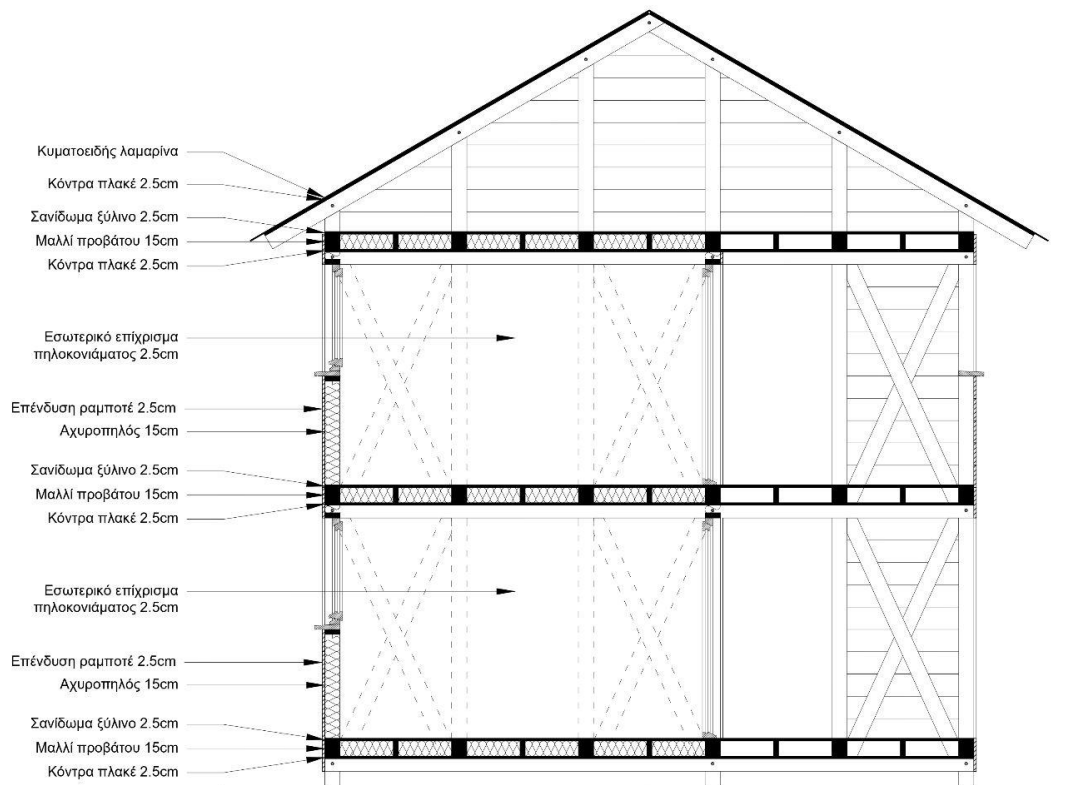 Κυματοειδής λαμαρίνα
Κόντρα πλακέ 2.5cm
Σανίδωμα ξύλινο 2.5cm
Μαλλί προβάτου 15cm
Κόντρα πλακέ 2.5cm
Εσωτερικό επίχρισμα
πηλοκονιάματος 2.5cm
Επένδυση ραμποτέ 2.5cm
Αχυροπηλός 15cm
Σανίδωμα ξύλινο 2.5cm
Μαλλί προβάτου 15cm
Κόντρα πλακέ 2.5cm
Εσωτερικό επίχρισμα
πηλοκονιάματος 2.5cm
Επένδυση ραμποτέ 2.5cm
Αχυροπηλός 15cm
Σανίδωμα ξύλινο 2.5cm
Μαλλί προβάτου 15cm
Κόντρα πλακέ 2.5cm